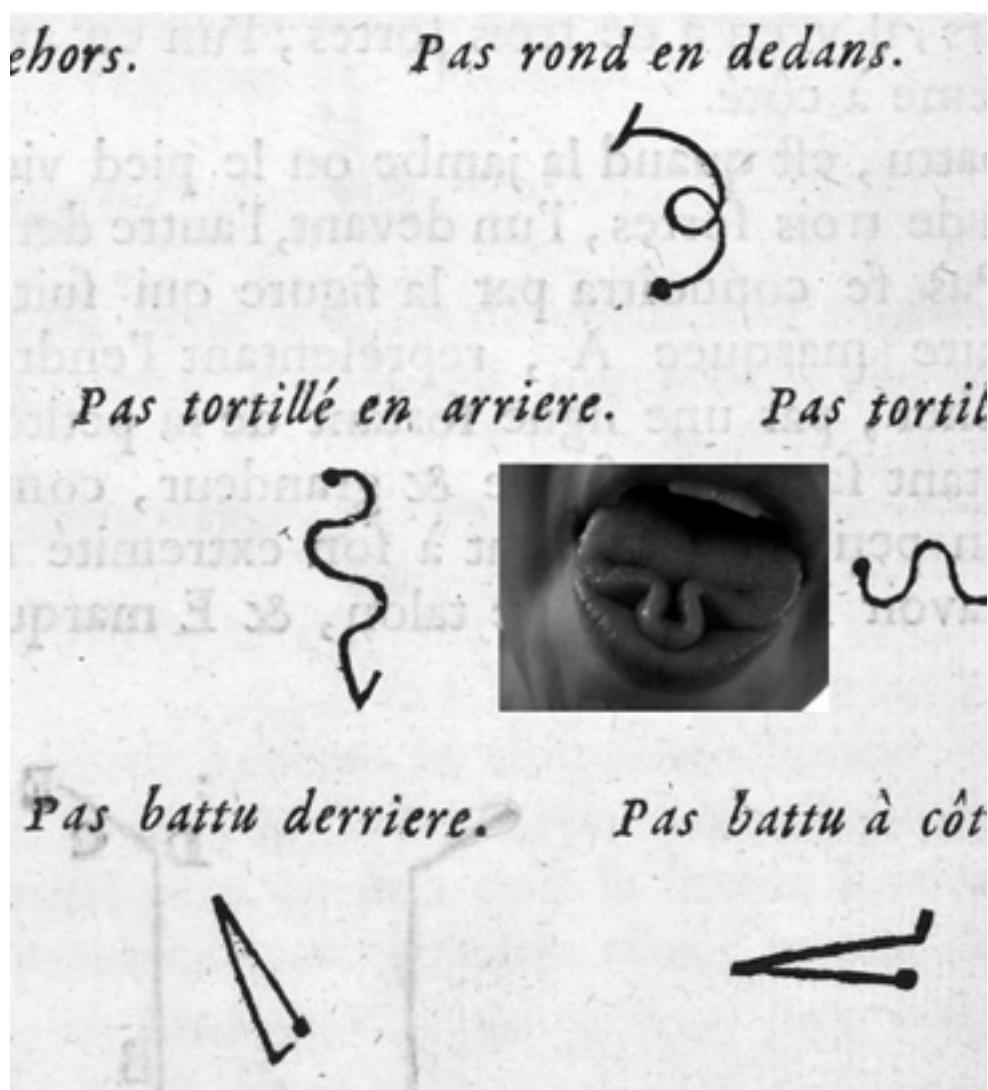 ehors. Pas rond en dedans.
Pas tortillé en arriere. Pas tortil
Pas battu derriere. Pas battu à côt